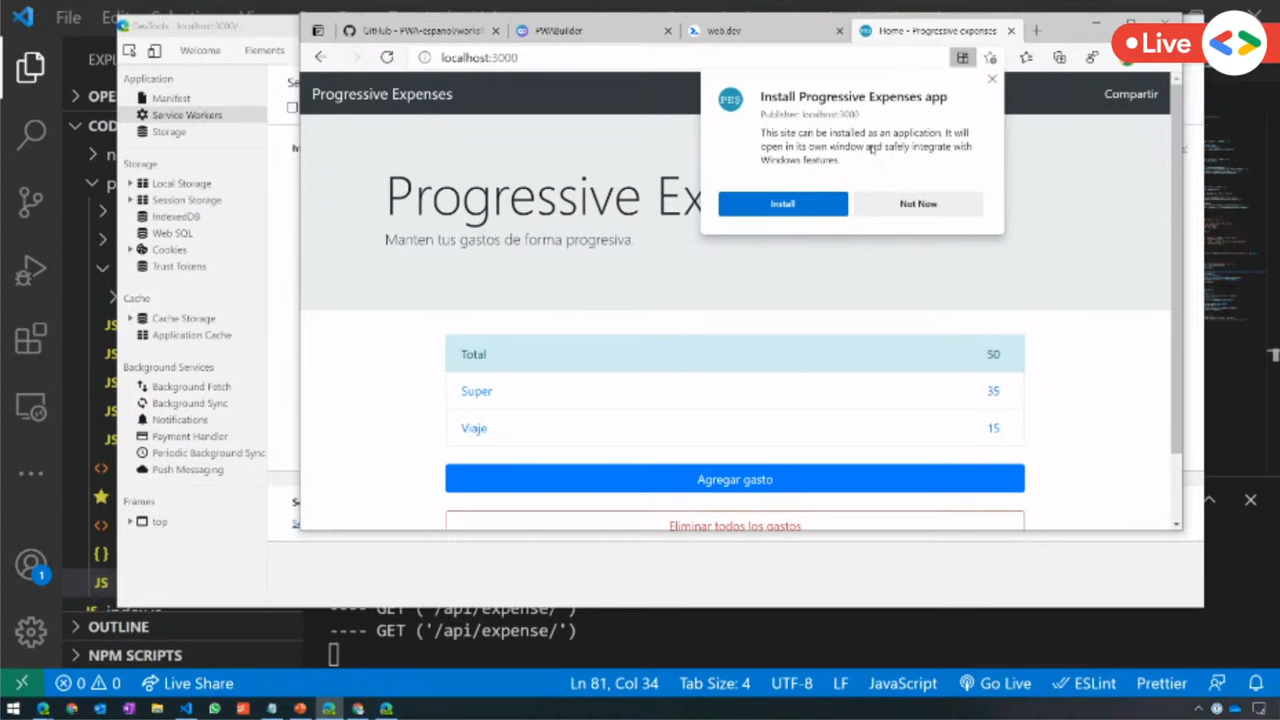 File
DevTools - localhost:3000/
GitHub - PWA-espanol/works
PWABuilder
web.dev
Home - Progressive expenses
Live
Welcome
Elements
localhost:3000
Application
Manifest
Service Workers
Storage
Storage
Local Storage
Session Storage
IndexedDB
Web SQL
Cookies
Trust Tokens
Cache
Cache Storage
Application Cache
Background Services
Background Fetch
Background Sync
Notifications
Payment Handler
Periodic Background Sync
Push Messaging
Frames
top
Progressive Expenses
Compartir
PES
Install Progressive Expenses app
Publisher: localhost:3000
This site can be installed as an application. It will
open in its own window and safely integrate with
Windows features.
Install
Not Now
Progressive Ex
Manten tus gastos de forma progresiva.
Total 50
Super 35
Viaje 15
Agregar gasto
Eliminar todos los gastos
OUTLINE
NPM SCRIPTS
---- GET ('/api/expense/')
---- GET ('/api/expense/')
0 0
Live Share
Ln 81, Col 34
Tab Size: 4
UTF-8
LF
JavaScript
Go Live
ESLint
Prettier